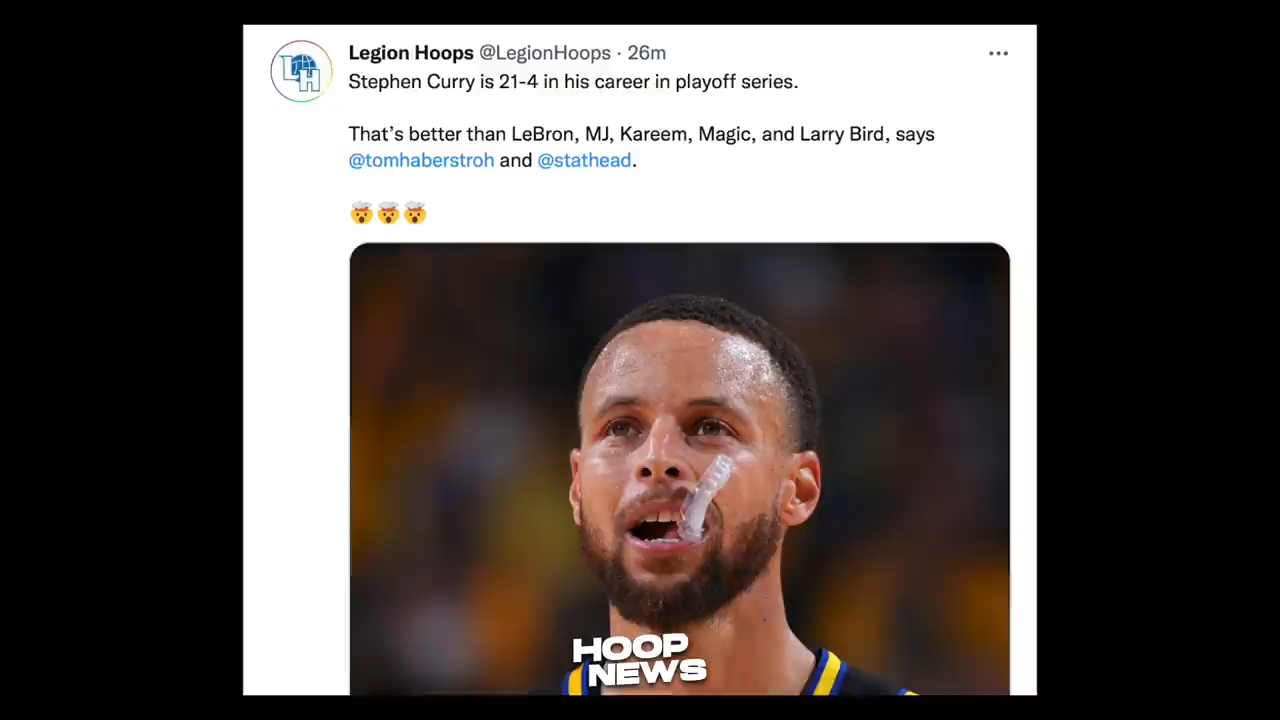 Legion Hoops @LegionHoops · 26m
Stephen Curry is 21-4 in his career in playoff series.
That's better than LeBron, MJ, Kareem, Magic, and Larry Bird, says
@tomhaberstroh and @stathead.
🤯🤯🤯
LH
HOOP
NEWS